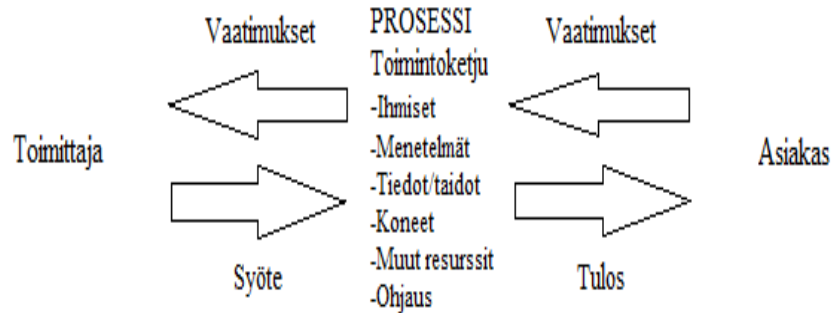 Vaatimukset
PROSESSI
Vaatimukset
Toimintoketju
-Ihmiset
Toimittaja
-Menetelmät
Asiakas
-Tiedot/taidot
-Koneet
-Muut resurssit
Syöte
Tulos
-Ohjaus